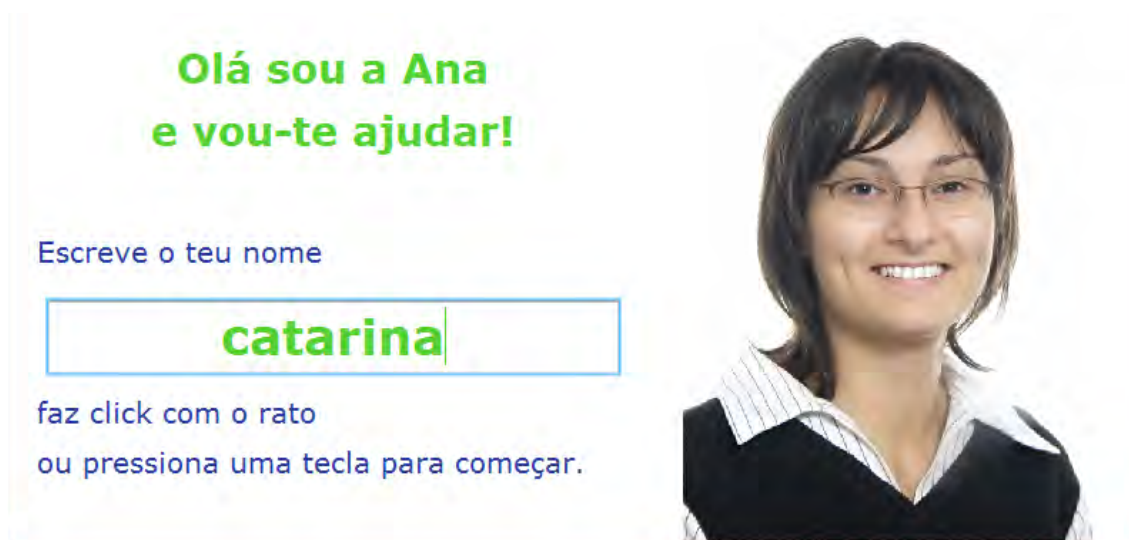 Olá sou a Ana
e vou-te ajudar!
Escreve o teu nome
catarina
faz click com o rato
ou pressiona uma tecla para começar.